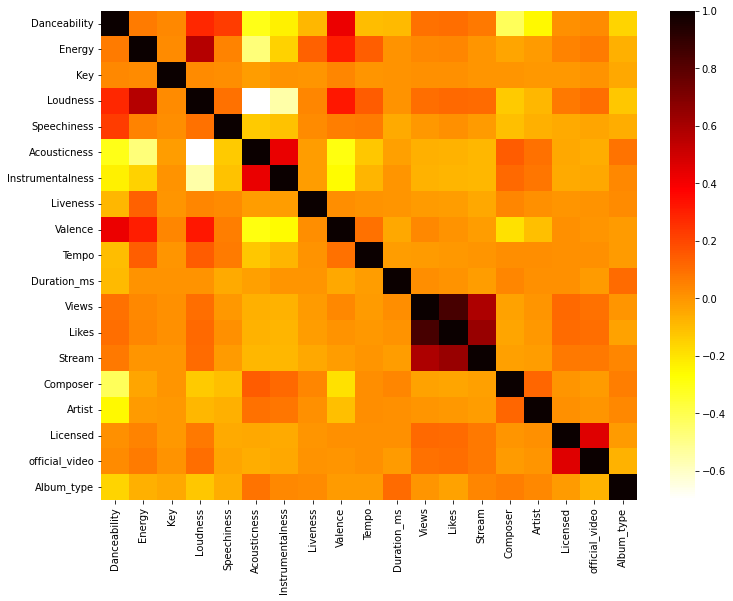 Danceability
Energy
Key
Loudness
Speechiness
Acousticness
Instrumentalness
Liveness
Valence
Tempo
Duration_ms
Views
Likes
Stream
Composer
Artist
Licensed
official_video
Album_type
Danceability
Energy
Key
Loudness
Speechiness
Acousticness
Instrumentalness
Liveness
Valence
Tempo
Duration_ms
Views
Likes
Stream
Composer
Artist
Licensed
official_video
Album_type
1.0
0.8
0.6
0.4
0.2
0.0
−0.2
−0.4
−0.6